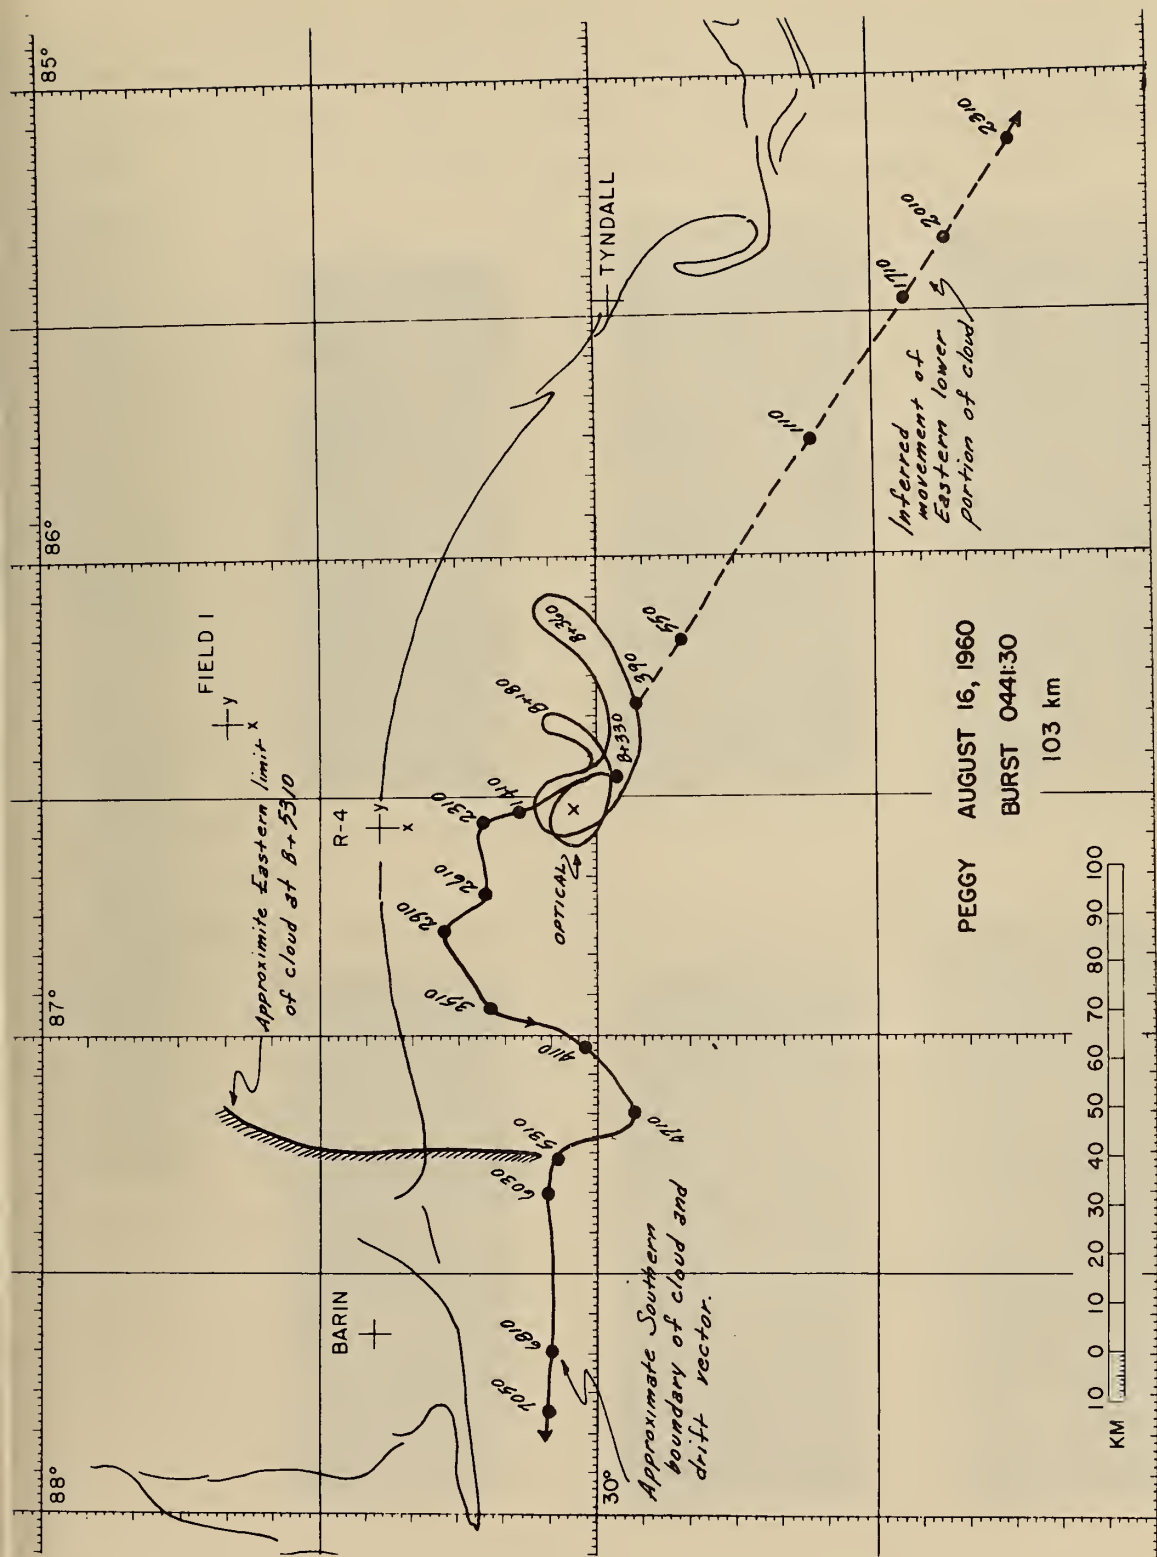 88°
87°
86°
85°
FIELD 1
y
x
Approximite Eastern limit
of cloud at B+5310
R-4
y
x
BARIN
TYNDALL
2310
1410
2610
2910
3510
4110
4710
5310
6030
6810
7050
B+180
B+360
B+330
OPTICAL
x
390
550
1110
1710
2010
2310
30°
Approximate Southern
boundary of cloud and
drift vector.
Inferred
movement of
Eastern lower
portion of cloud
PEGGY AUGUST 16, 1960
BURST 0441:30
103 km
KM 10 0 10 20 30 40 50 60 70 80 90 100